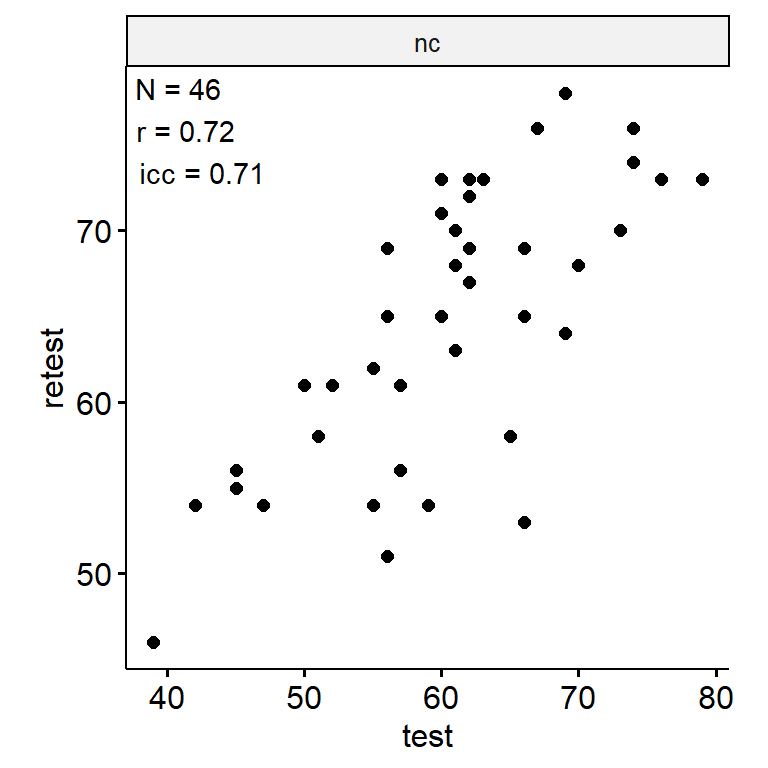 nc
N = 46
r = 0.72
icc = 0.71
70
60
50
retest
40 50 60 70 80
test